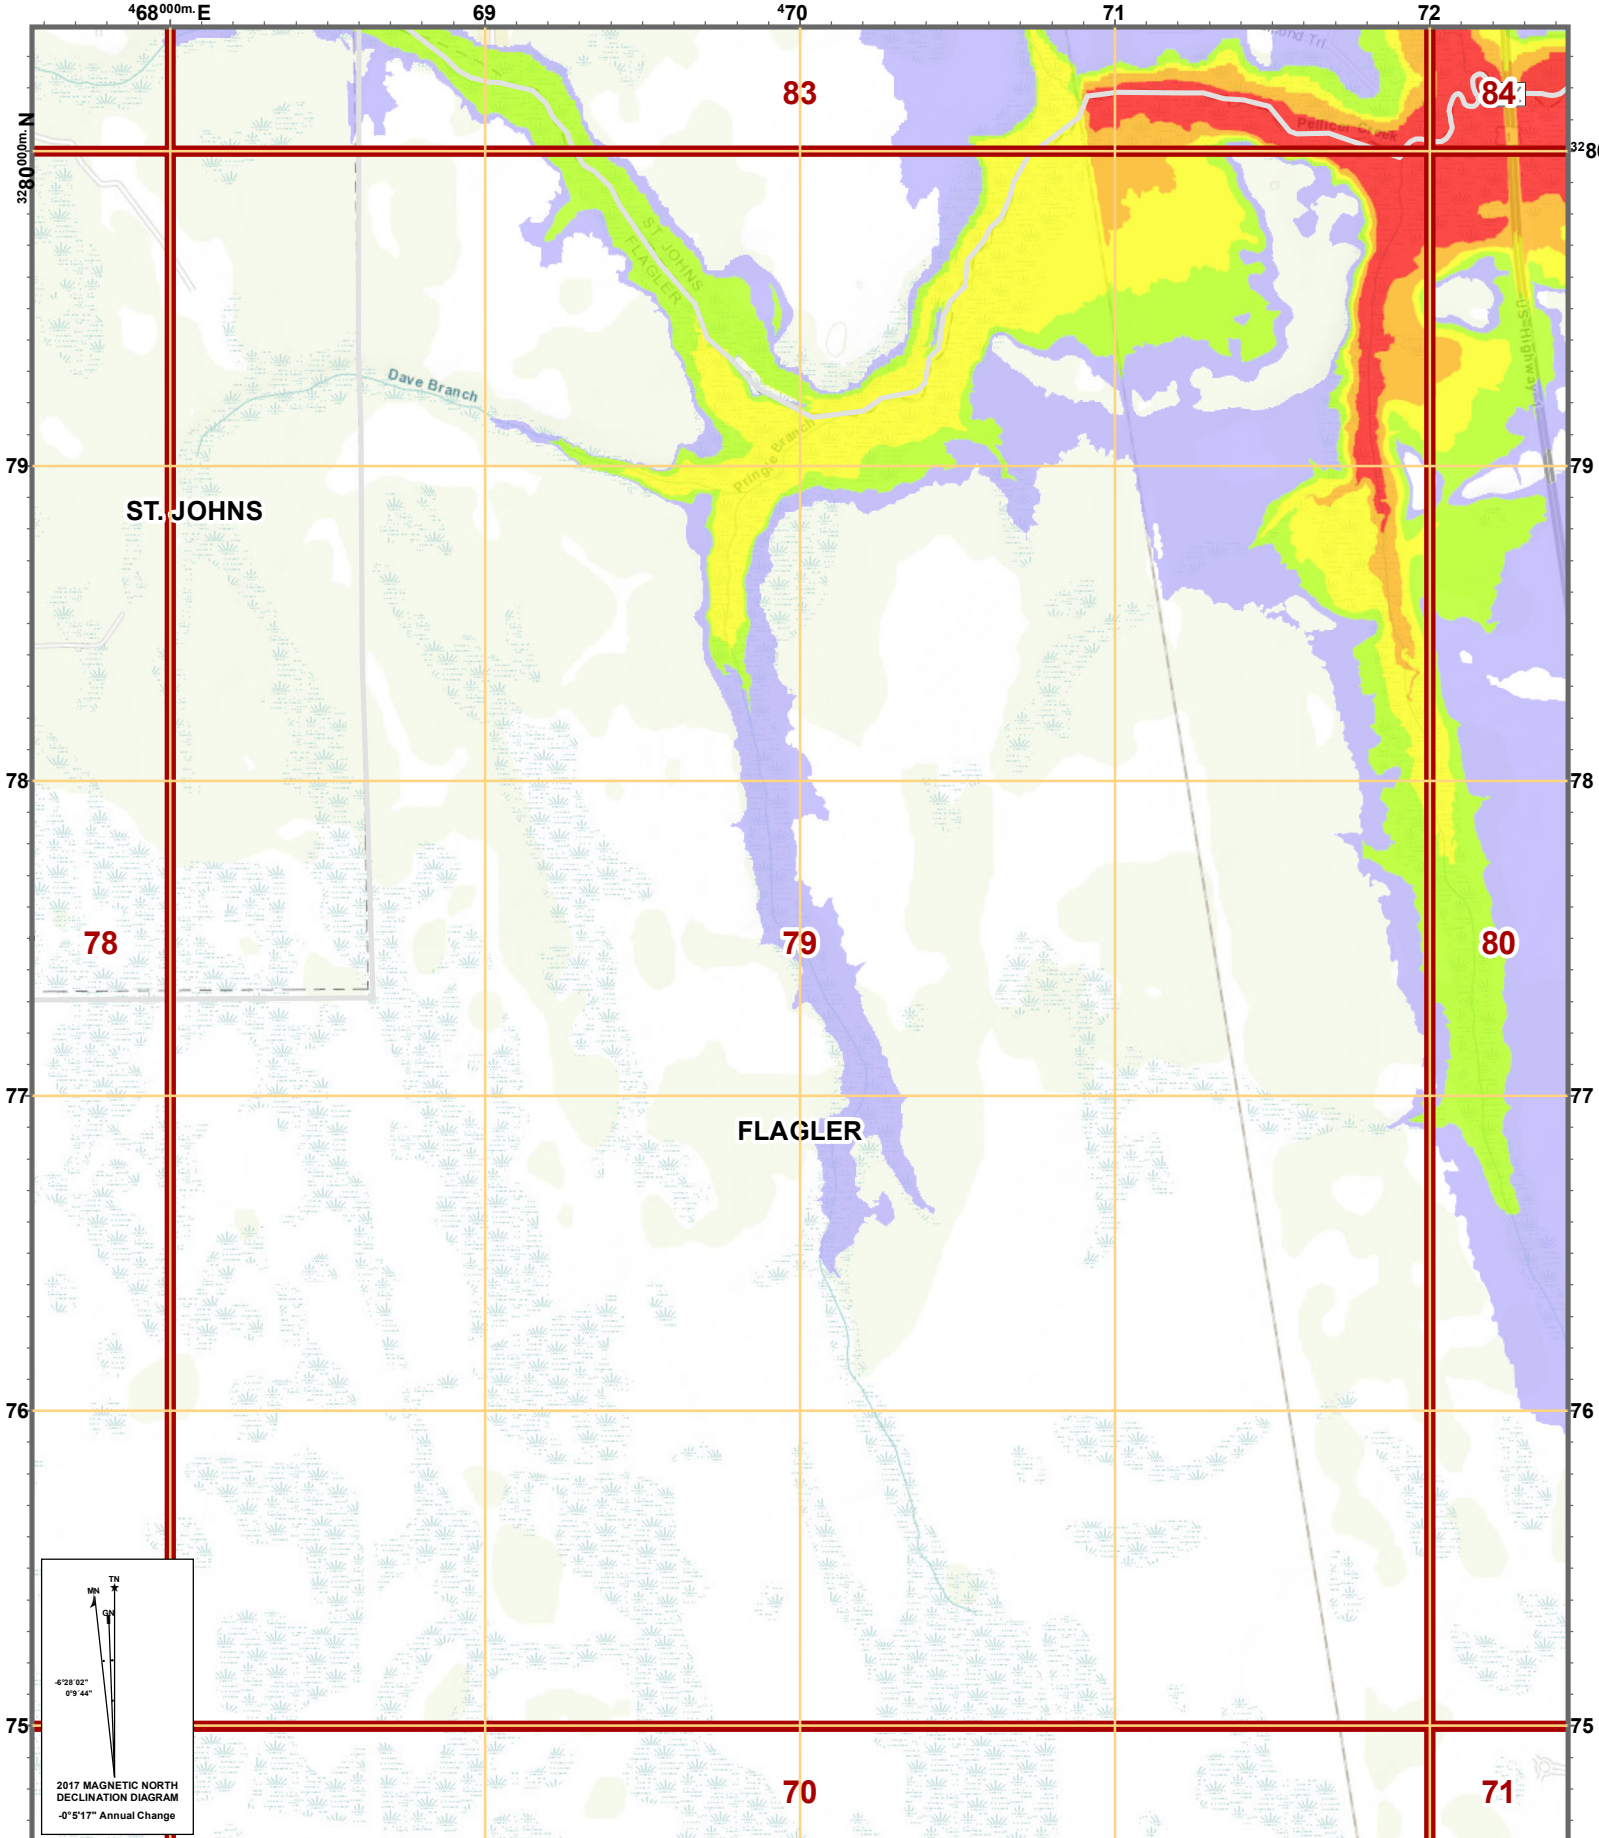 468000m. E
69
470
71
72
mond Trl
83
84
Pellicer Creek
3280000m. N
3280
ST. JOHNS
FLAGLER
US Highway 1
Dave Branch
Pringle Branch
79
79
ST. JOHNS
78
78
78
79
80
77
77
FLAGLER
76
76
TN
MN
GN
-6°28'02"
0°9'44"
75
75
2017 MAGNETIC NORTH
DECLINATION DIAGRAM
-0°5'17" Annual Change
70
71